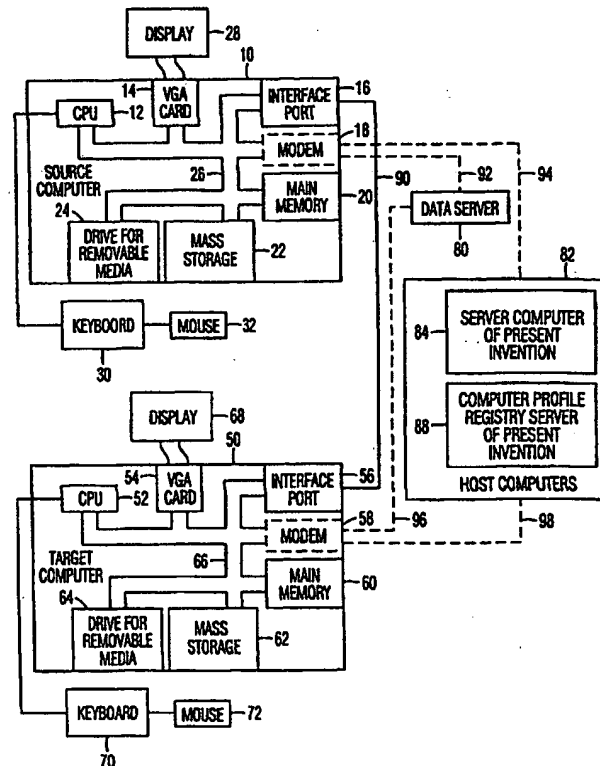 DISPLAY
28
10
14
VGA
CARD
INTERFACE
PORT
16
CPU
12
MODEM
18
SOURCE
COMPUTER
26
MAIN
MEMORY
20
90
92
94
DATA SERVER
80
24
DRIVE FOR
REMOVABLE
MEDIA
MASS
STORAGE
22
82
KEYBOORD
MOUSE
32
30
84
SERVER COMPUTER
OF PRESENT
INVENTION
88
COMPUTER PROFILE
REGISTRY SERVER
OF PRESENT
INVENTION
HOST COMPUTERS
DISPLAY
68
50
54
VGA
CARD
INTERFACE
PORT
56
CPU
52
MODEM
58
96
98
TARGET
COMPUTER
66
MAIN
MEMORY
60
64
DRIVE FOR
REMOVABLE
MEDIA
MASS
STORAGE
62
KEYBOARD
MOUSE
72
70